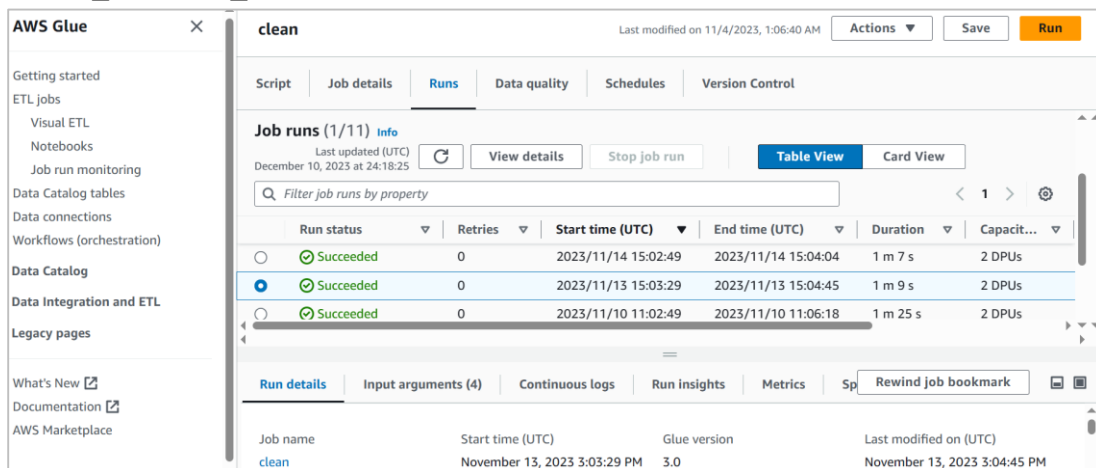 AWS Glue
Getting started
ETL jobs
Visual ETL
Notebooks
Job run monitoring
Data Catalog tables
Data connections
Workflows (orchestration)
Data Catalog
Data Integration and ETL
Legacy pages
What's New
Documentation
AWS Marketplace
clean
Last modified on 11/4/2023, 1:06:40 AM
Actions
Save
Run
Script Job details Runs Data quality Schedules Version Control
Job runs (1/11) Info
Last updated (UTC)
December 10, 2023 at 24:18:25
View details
Stop job run
Table View
Card View
Filter job runs by property
1
Run status Retries Start time (UTC) End time (UTC) Duration Capacit...
Succeeded 0 2023/11/14 15:02:49 2023/11/14 15:04:04 1 m 7 s 2 DPUs
Succeeded 0 2023/11/13 15:03:29 2023/11/13 15:04:45 1 m 9 s 2 DPUs
Succeeded 0 2023/11/10 11:02:49 2023/11/10 11:06:18 1 m 25 s 2 DPUs
Run details Input arguments (4) Continuous logs Run insights Metrics Sp Rewind job bookmark
Job name Start time (UTC) Glue version Last modified on (UTC)
clean November 13, 2023 3:03:29 PM 3.0 November 13, 2023 3:04:45 PM